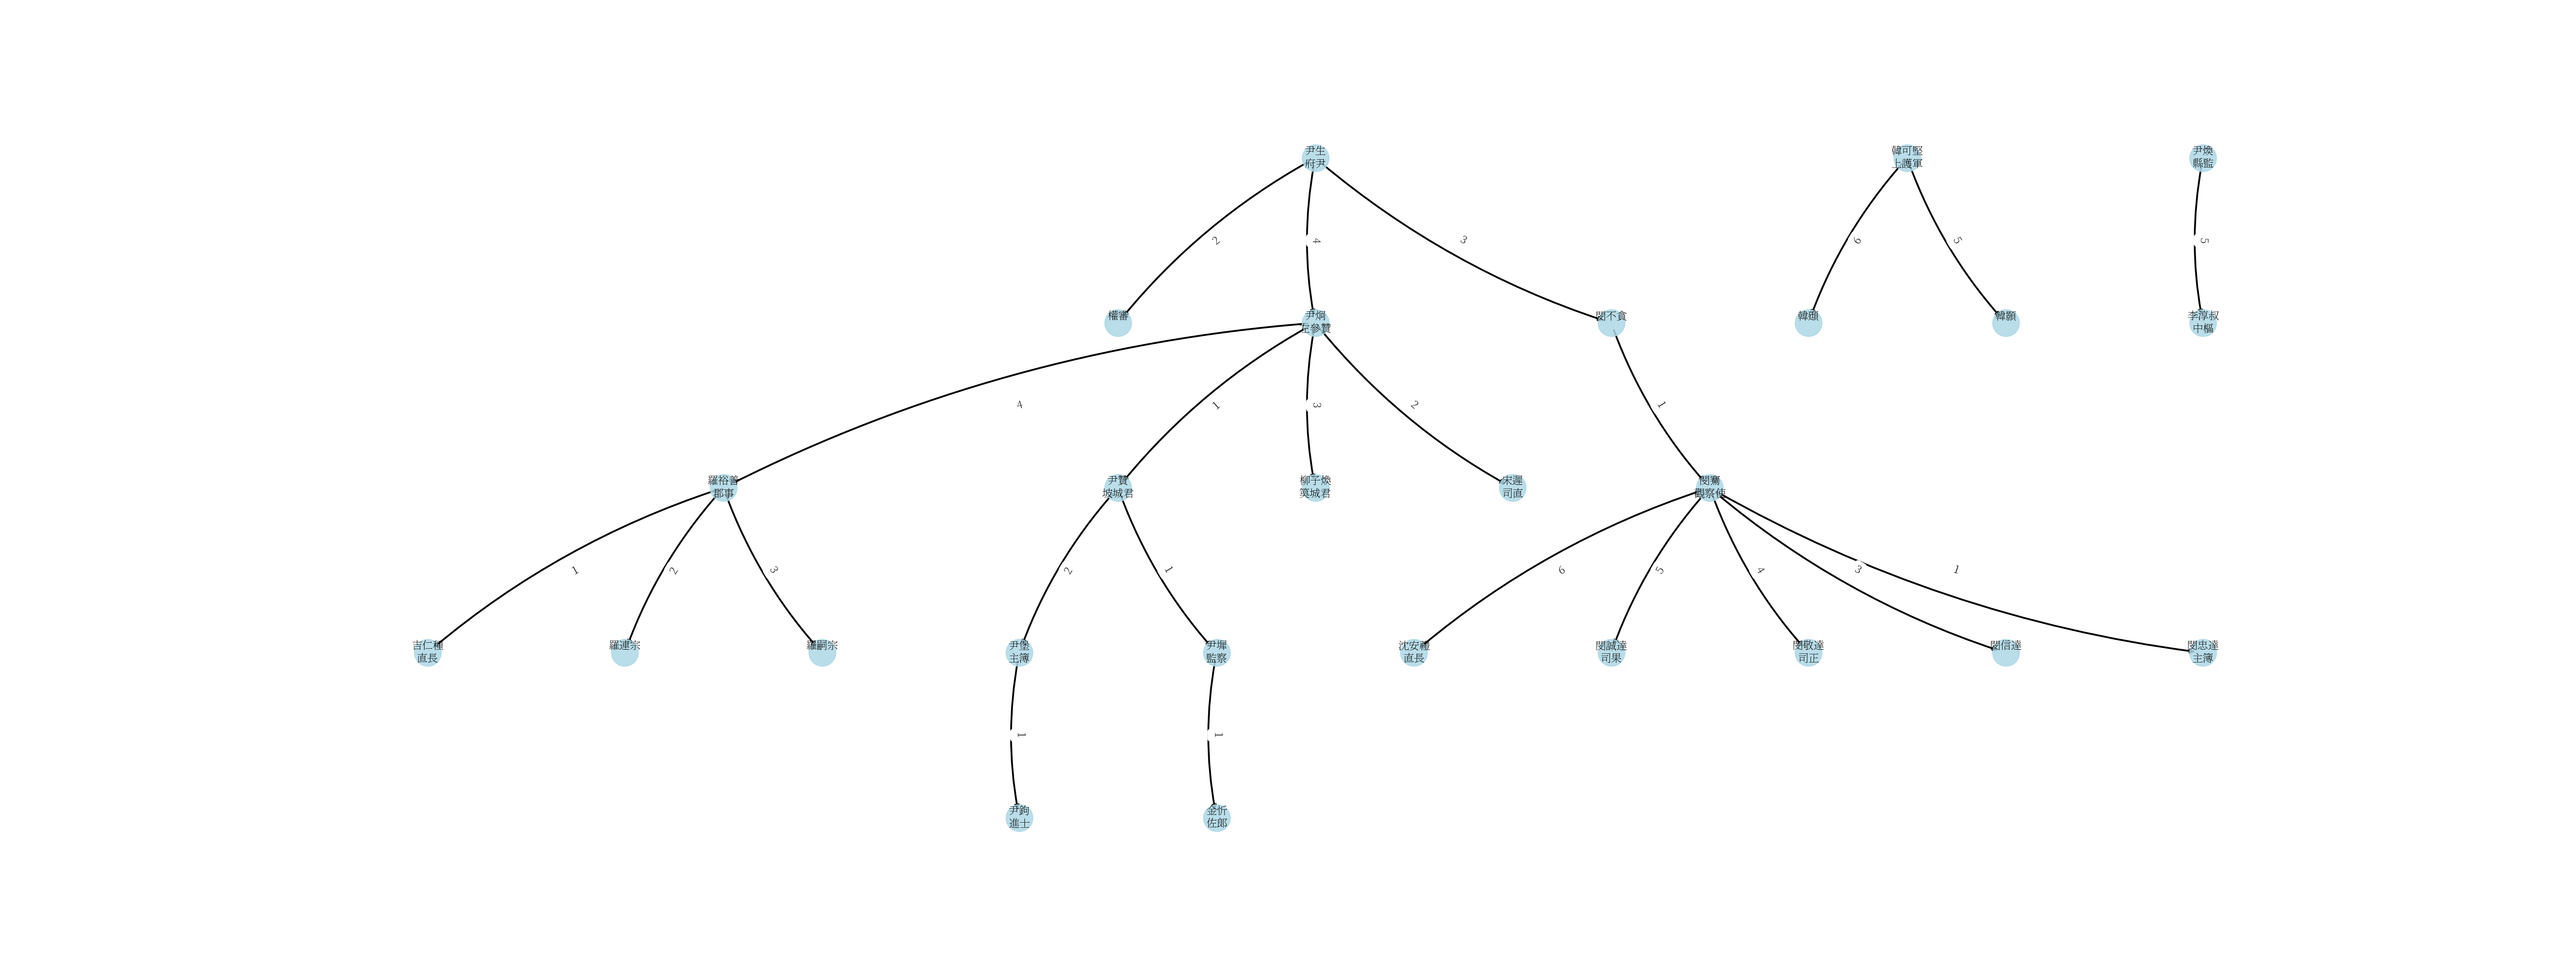 尹生
府尹
韓可堅
上護軍
尹煥
縣監
2
4
3
6
5
5
權審
尹炯
左參贊
閔不貪
韓顗
韓顥
李淳叔
中樞
4
1
3
2
1
羅裕善
郡事
尹贊
坡城君
柳子煥
筽城君
宋遲
司直
閔騫
觀察使
1
2
3
2
1
6
5
4
3
1
吉仁種
直長
羅連宗
羅嗣宗
尹堡
主簿
尹墀
監察
沈安禮
直長
閔誠達
司果
閔敬達
司正
閔信達
閔忠達
主簿
1
1
尹鉤
進士
金忻
佐郎